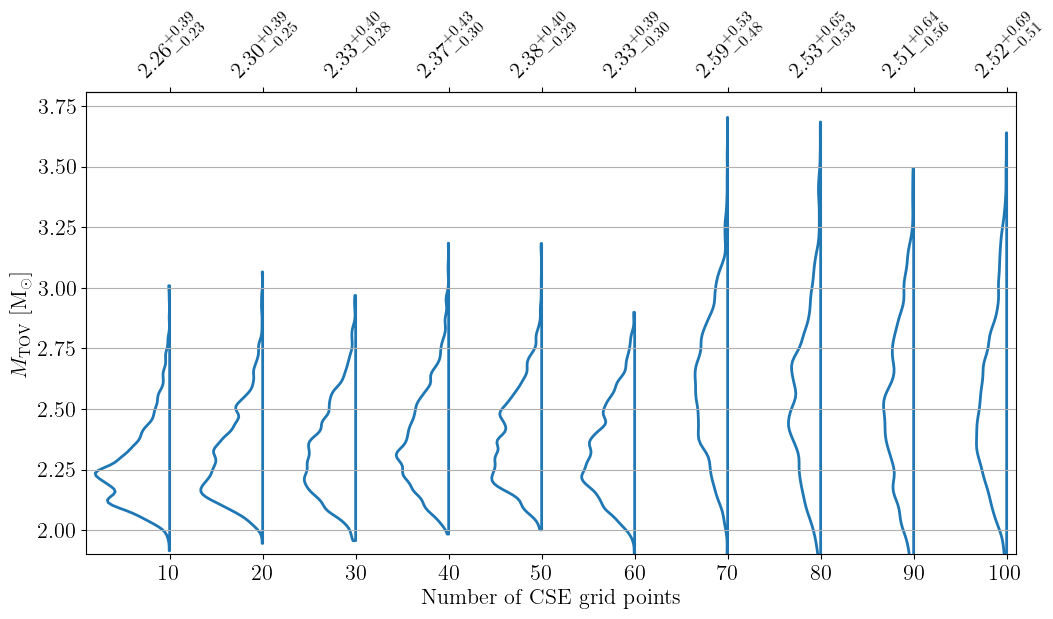 2.26^{+0.39}_{-0.23} 2.30^{+0.39}_{-0.25} 2.33^{+0.40}_{-0.28} 2.37^{+0.43}_{-0.30} 2.38^{+0.40}_{-0.29} 2.33^{+0.39}_{-0.30} 2.59^{+0.53}_{-0.48} 2.53^{+0.65}_{-0.53} 2.51^{+0.64}_{-0.56} 2.52^{+0.69}_{-0.51}
3.75
3.50
3.25
3.00
2.75
2.50
2.25
2.00
M_{TOV} [M_⊙]
10 20 30 40 50 60 70 80 90 100
Number of CSE grid points